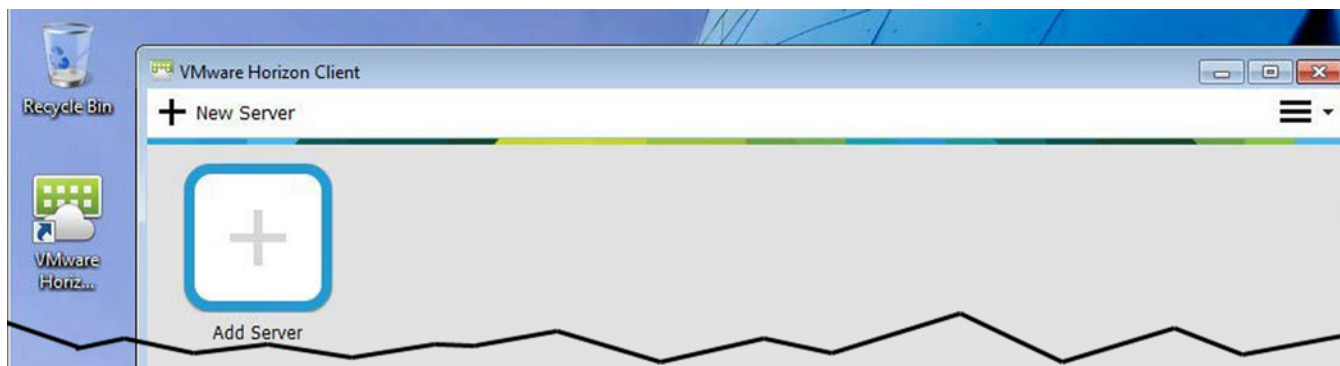 Recycle Bin
VMware Horizon Client
New Server
VMware
Horiz...
Add Server